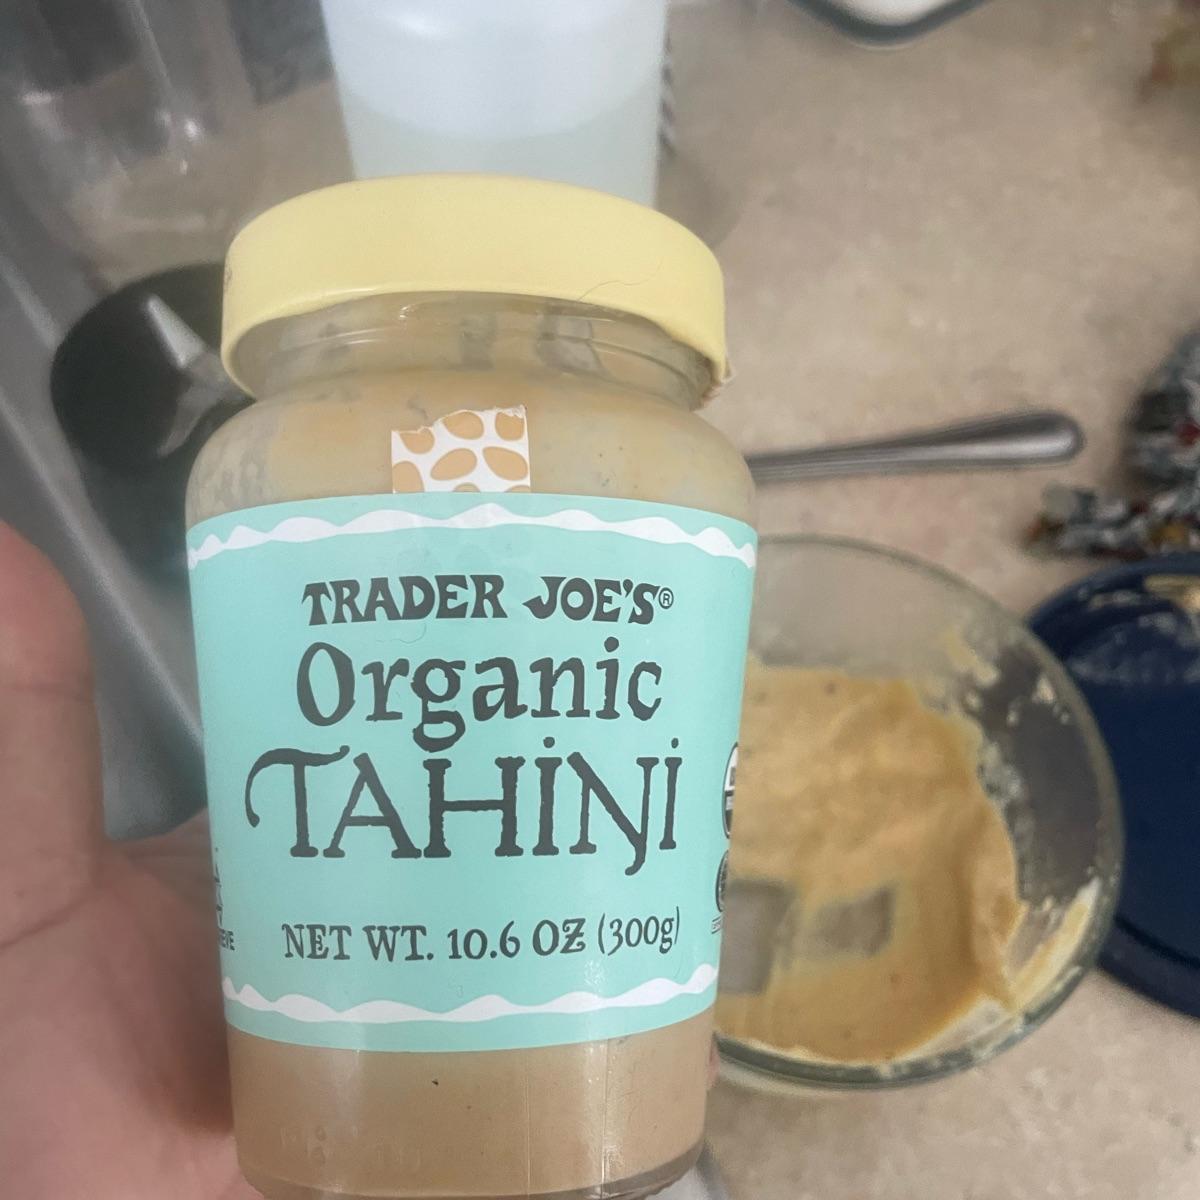 TRADER JOE'S®
Organic
TAHINI
NET WT. 10.6 OZ (300g)